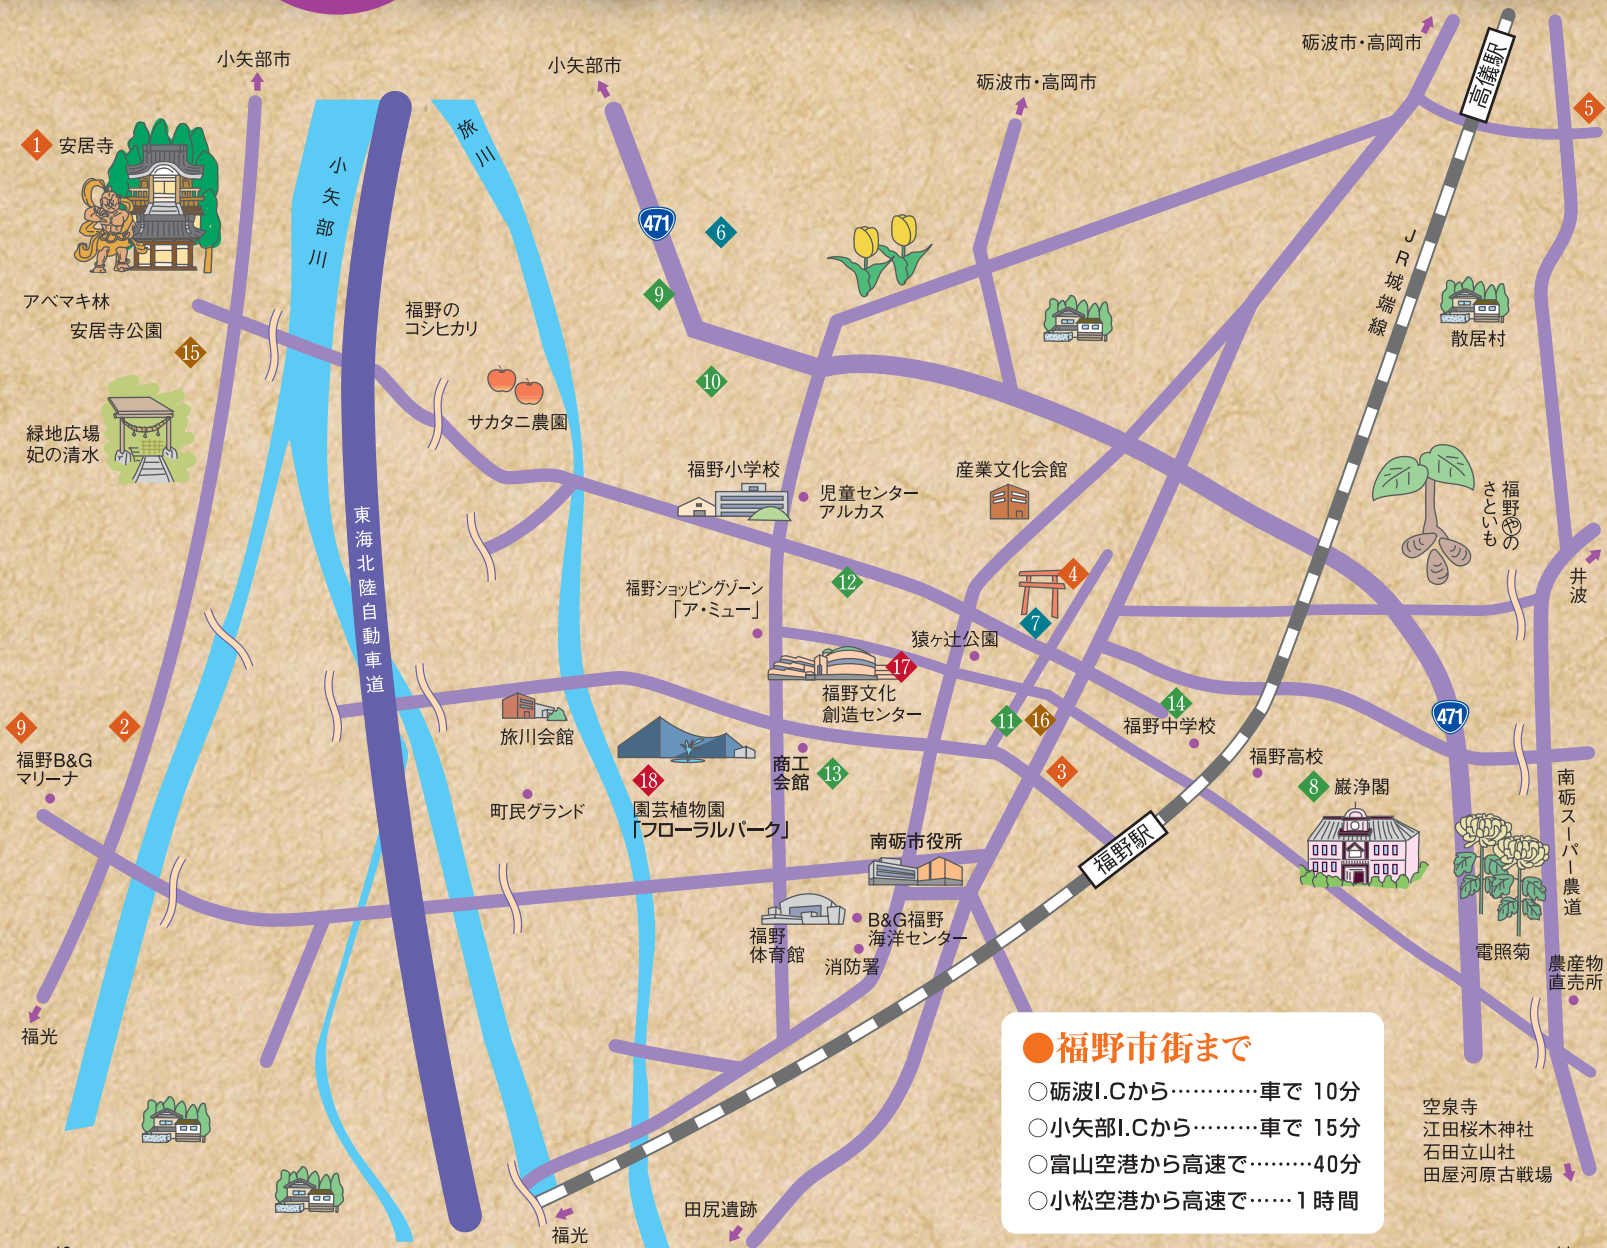 小矢部市
小矢部市
砺波市・高岡市
砺波市・高岡市
高儀駅
5
1
安居寺
小矢部川
旅川
471
6
9
10
JR城端線
散居村
アベマキ林
安居寺公園
15
福野の
コシヒカリ
サカタニ農園
緑地広場
妃の清水
福野小学校
児童センター
アルカス
産業文化会館
福野やの
さといも
井波
東海北陸自動車道
12
4
7
福野ショッピングゾーン
「ア・ミュー」
猿ヶ辻公園
17
福野文化
創造センター
11
16
14
福野中学校
471
9
2
福野B&G
マリーナ
旅川会館
18
町民グランド
園芸植物園
「フローラルパーク」
商工
会館
13
3
福野高校
8
巌浄閣
南砺スーパー農道
南砺市役所
福野駅
福野
体育館
B&G福野
海洋センター
消防署
電照菊
農産物
直売所
福光
福光
田尻遺跡
●福野市街まで
○砺波I.Cから…………車で 10分
○小矢部I.Cから………車で 15分
○富山空港から高速で………40分
○小松空港から高速で……1時間
空泉寺
江田桜木神社
石田立山社
田屋河原古戦場